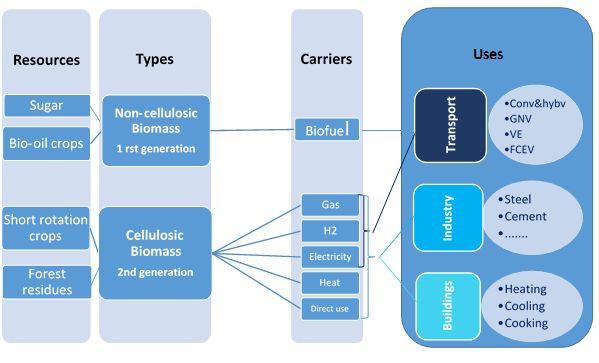 Resources
Types
Carriers
Uses
Sugar
Bio-oil crops
Non-cellulosic
Biomass
1 rst generation
Biofuel
Transport
•Conv&hybv
•GNV
•VE
•FCEV
Short rotation
crops
Forest
residues
Cellulosic
Biomass
2nd generation
Gas
H2
Electricity
Heat
Direct use
Industry
•Steel
•Cement
•.......
Buildings
•Heating
•Cooling
•Cooking